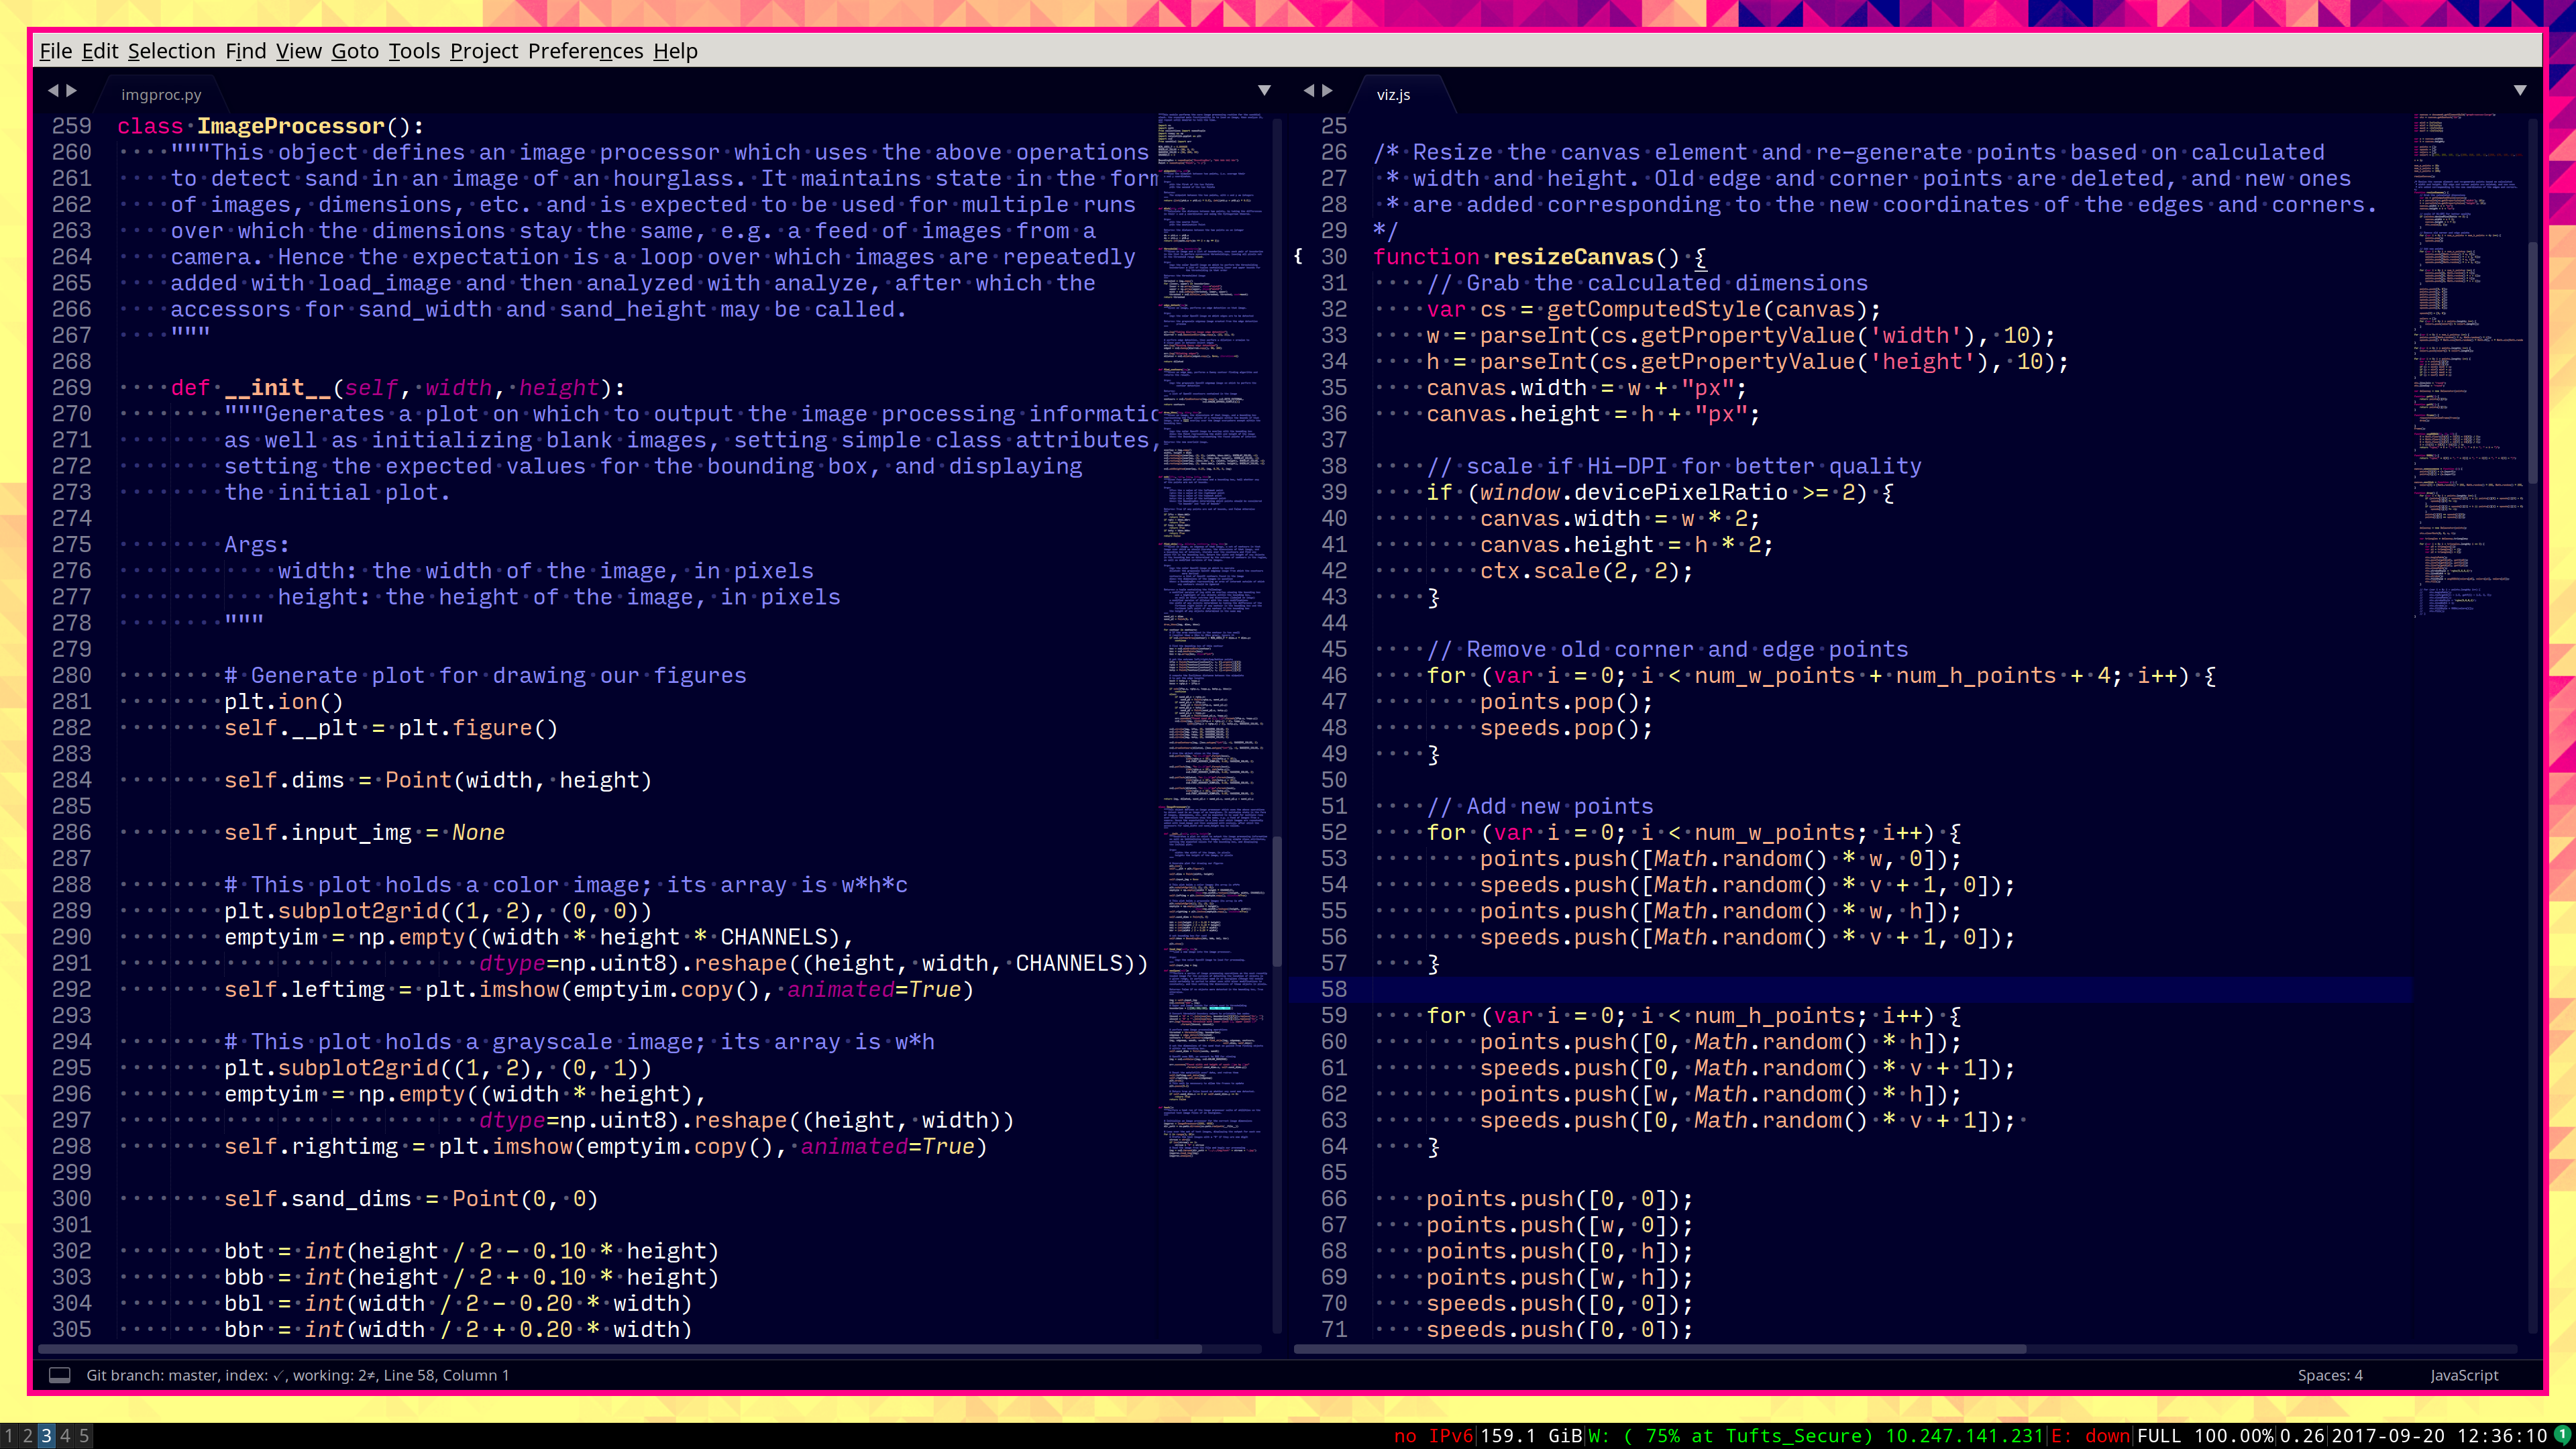 File Edit Selection Find View Goto Tools Project Preferences Help
imgproc.py
259 class ImageProcessor():
260 """This object defines an image processor which uses the above operations
261 to detect sand in an image of an hourglass. It maintains state in the form
262 of images, dimensions, etc. and is expected to be used for multiple runs
263 over which the dimensions stay the same, e.g. a feed of images from a
264 camera. Hence the expectation is a loop over which images are repeatedly
265 added with load_image and then analyzed with analyze, after which the
266 accessors for sand_width and sand_height may be called.
267 """
268
269 def __init__(self, width, height):
270 """Generates a plot on which to output the image processing informatic
271 as well as initializing blank images, setting simple class attributes,
272 setting the expected values for the bounding box, and displaying
273 the initial plot.
274
275 Args:
276 width: the width of the image, in pixels
277 height: the height of the image, in pixels
278 """
279
280 # Generate plot for drawing our figures
281 plt.ion()
282 self.__plt = plt.figure()
283
284 self.dims = Point(width, height)
285
286 self.input_img = None
287
288 # This plot holds a color image; its array is w*h*c
289 plt.subplot2grid((1, 2), (0, 0))
290 emptyim = np.empty((width * height * CHANNELS),
291 dtype=np.uint8).reshape((height, width, CHANNELS))
292 self.leftimg = plt.imshow(emptyim.copy(), animated=True)
293
294 # This plot holds a grayscale image; its array is w*h
295 plt.subplot2grid((1, 2), (0, 1))
296 emptyim = np.empty((width * height),
297 dtype=np.uint8).reshape((height, width))
298 self.rightimg = plt.imshow(emptyim.copy(), animated=True)
299
300 self.sand_dims = Point(0, 0)
301
302 bbt = int(height / 2 - 0.10 * height)
303 bbb = int(height / 2 + 0.10 * height)
304 bbl = int(width / 2 - 0.20 * width)
305 bbr = int(width / 2 + 0.20 * width)
viz.js
25
26 /* Resize the canvas element and re-generate points based on calculated
27 * width and height. Old edge and corner points are deleted, and new ones
28 * are added corresponding to the new coordinates of the edges and corners.
29 */
{ 30 function resizeCanvas() {
31 // Grab the calculated dimensions
32 var cs = getComputedStyle(canvas);
33 w = parseInt(cs.getPropertyValue('width'), 10);
34 h = parseInt(cs.getPropertyValue('height'), 10);
35 canvas.width = w + "px";
36 canvas.height = h + "px";
37
38 // scale if Hi-DPI for better quality
39 if (window.devicePixelRatio >= 2) {
40 canvas.width = w * 2;
41 canvas.height = h * 2;
42 ctx.scale(2, 2);
43 }
44
45 // Remove old corner and edge points
46 for (var i = 0; i < num_w_points + num_h_points + 4; i++) {
47 points.pop();
48 speeds.pop();
49 }
50
51 // Add new points
52 for (var i = 0; i < num_w_points; i++) {
53 points.push([Math.random() * w, 0]);
54 speeds.push([Math.random() * v + 1, 0]);
55 points.push([Math.random() * w, h]);
56 speeds.push([Math.random() * v + 1, 0]);
57 }
58
59 for (var i = 0; i < num_h_points; i++) {
60 points.push([0, Math.random() * h]);
61 speeds.push([0, Math.random() * v + 1]);
62 points.push([w, Math.random() * h]);
63 speeds.push([0, Math.random() * v + 1]);
64 }
65
66 points.push([0, 0]);
67 points.push([w, 0]);
68 points.push([0, h]);
69 points.push([w, h]);
70 speeds.push([0, 0]);
71 speeds.push([0, 0]);
Git branch: master, index: ✓, working: 2≠, Line 58, Column 1
Spaces: 4
JavaScript
1 2 3 4 5
no IPv6|159.1 GiB|W: ( 75% at Tufts_Secure) 10.247.141.231|E: down|FULL 100.00%|0.26|2017-09-20 12:36:10 1